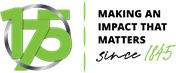 175
MAKING AN
IMPACT THAT
MATTERS
since 1845